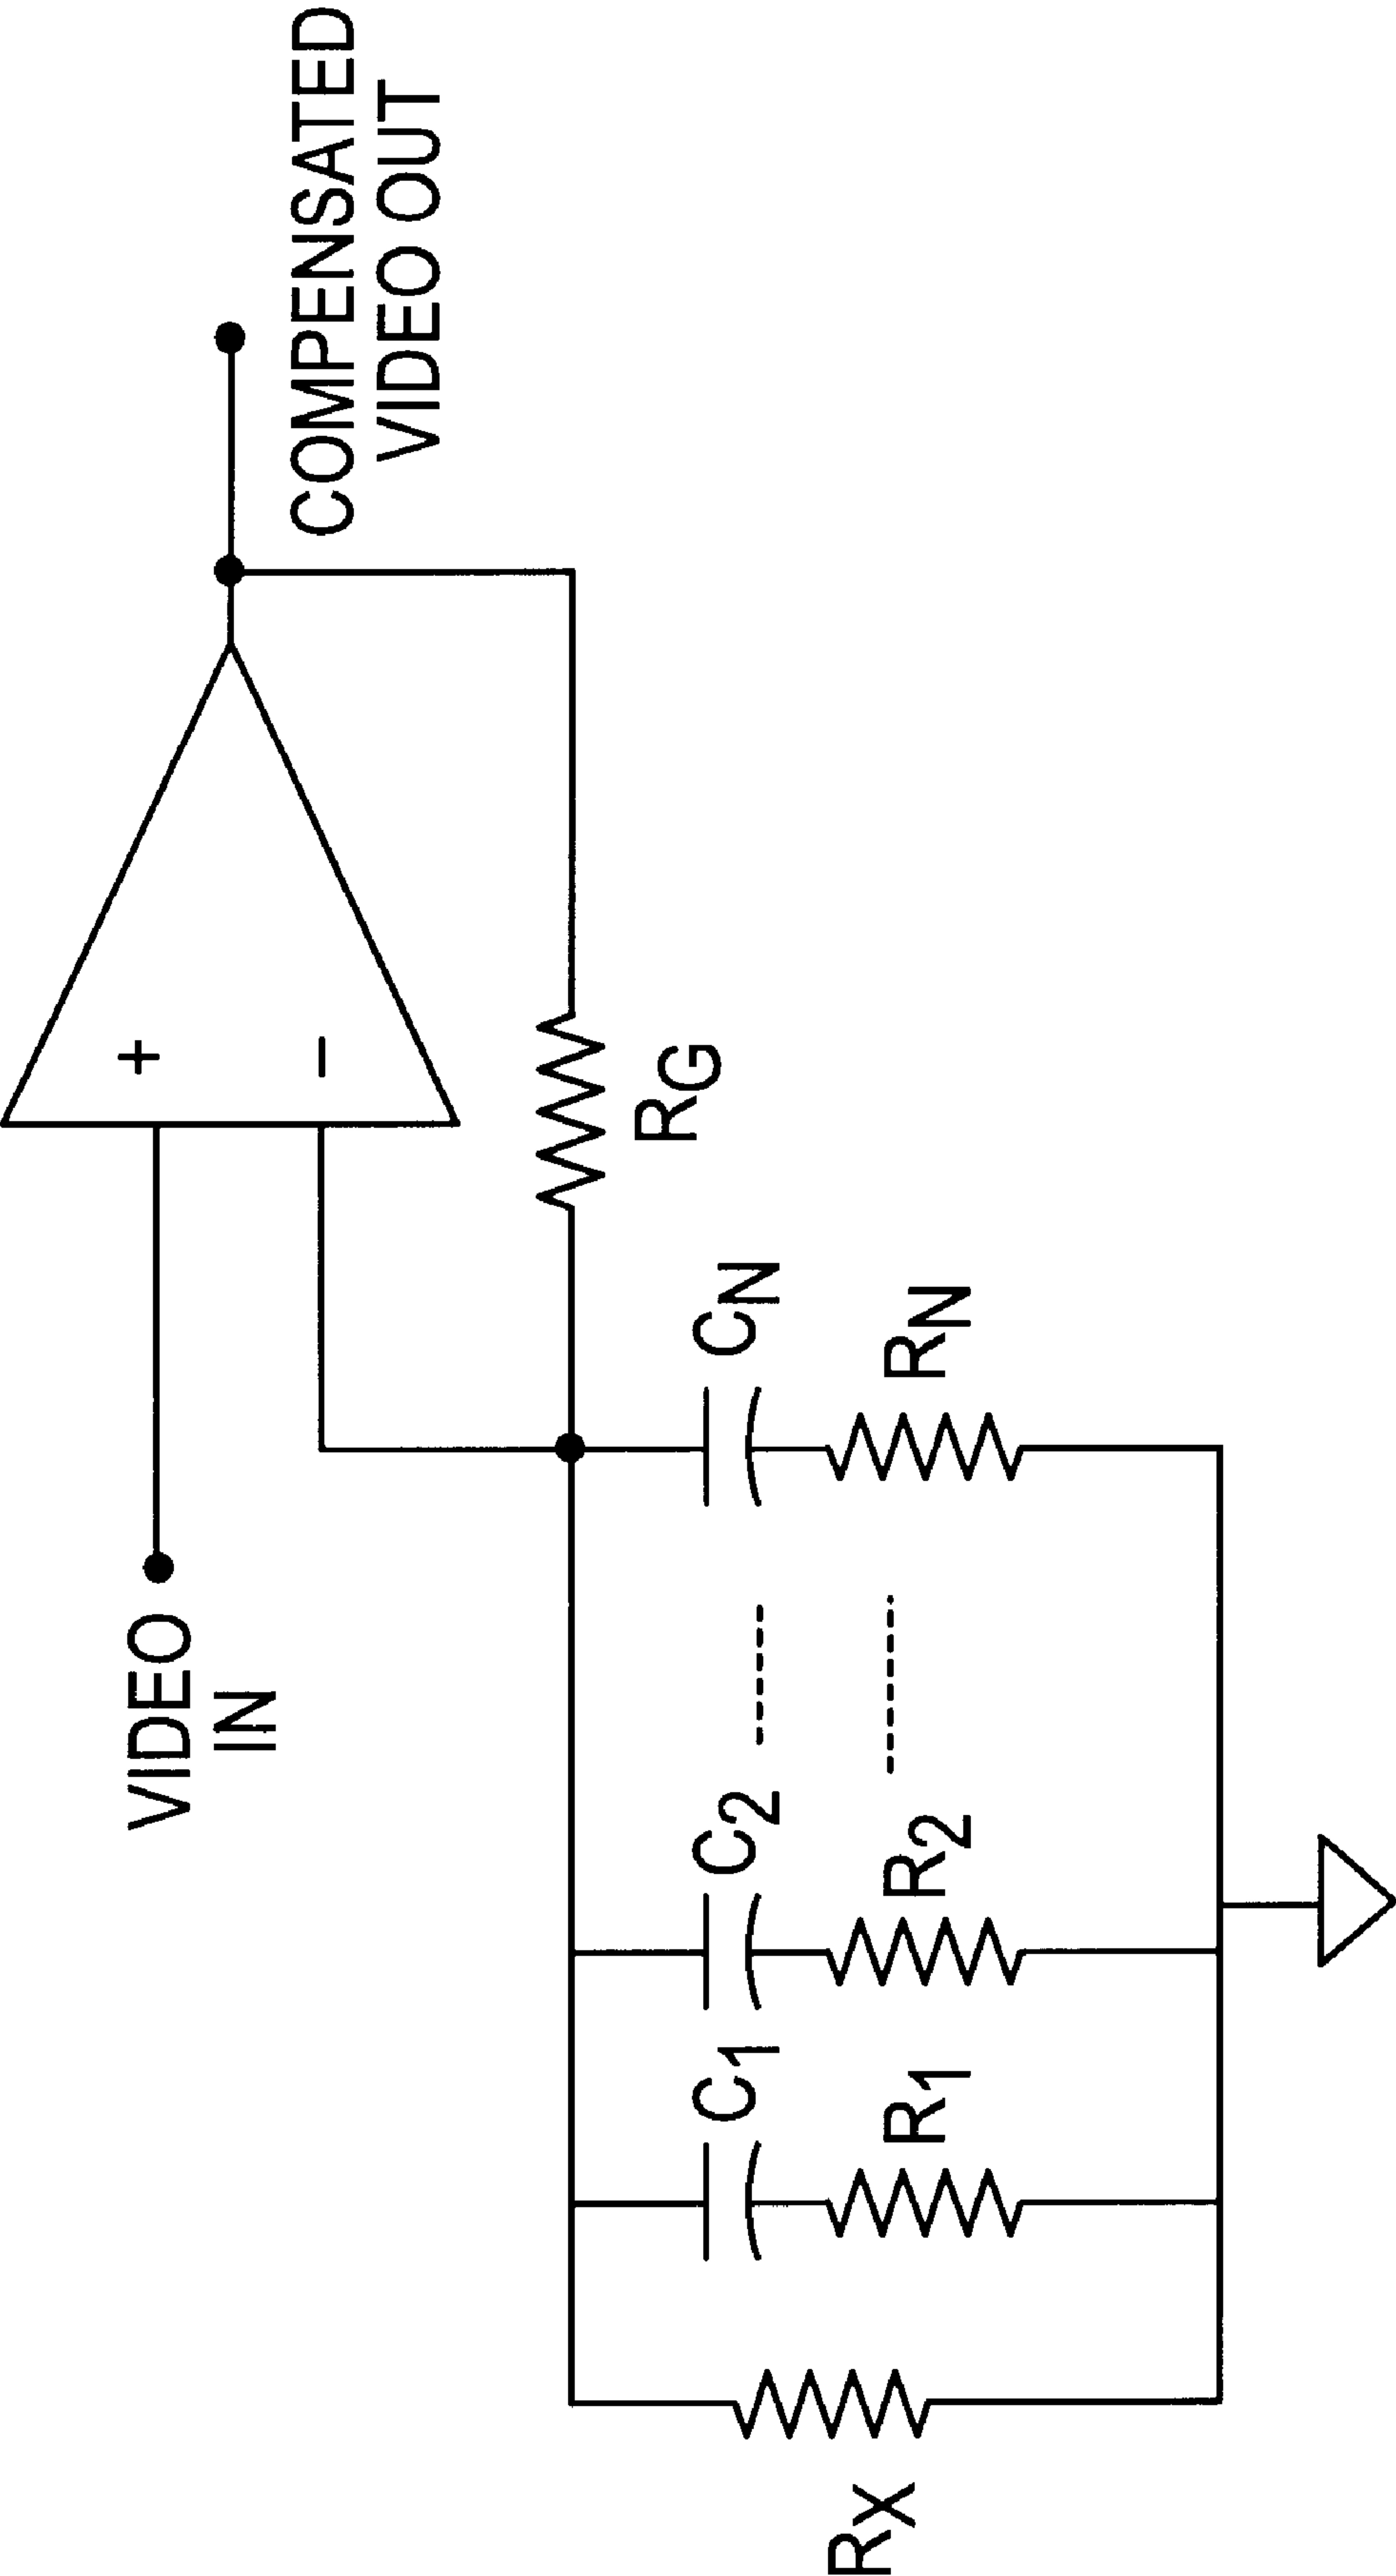 VIDEO
IN
+
−
COMPENSATED
VIDEO OUT
RG
RX
C1
R1
C2
R2
CN
RN